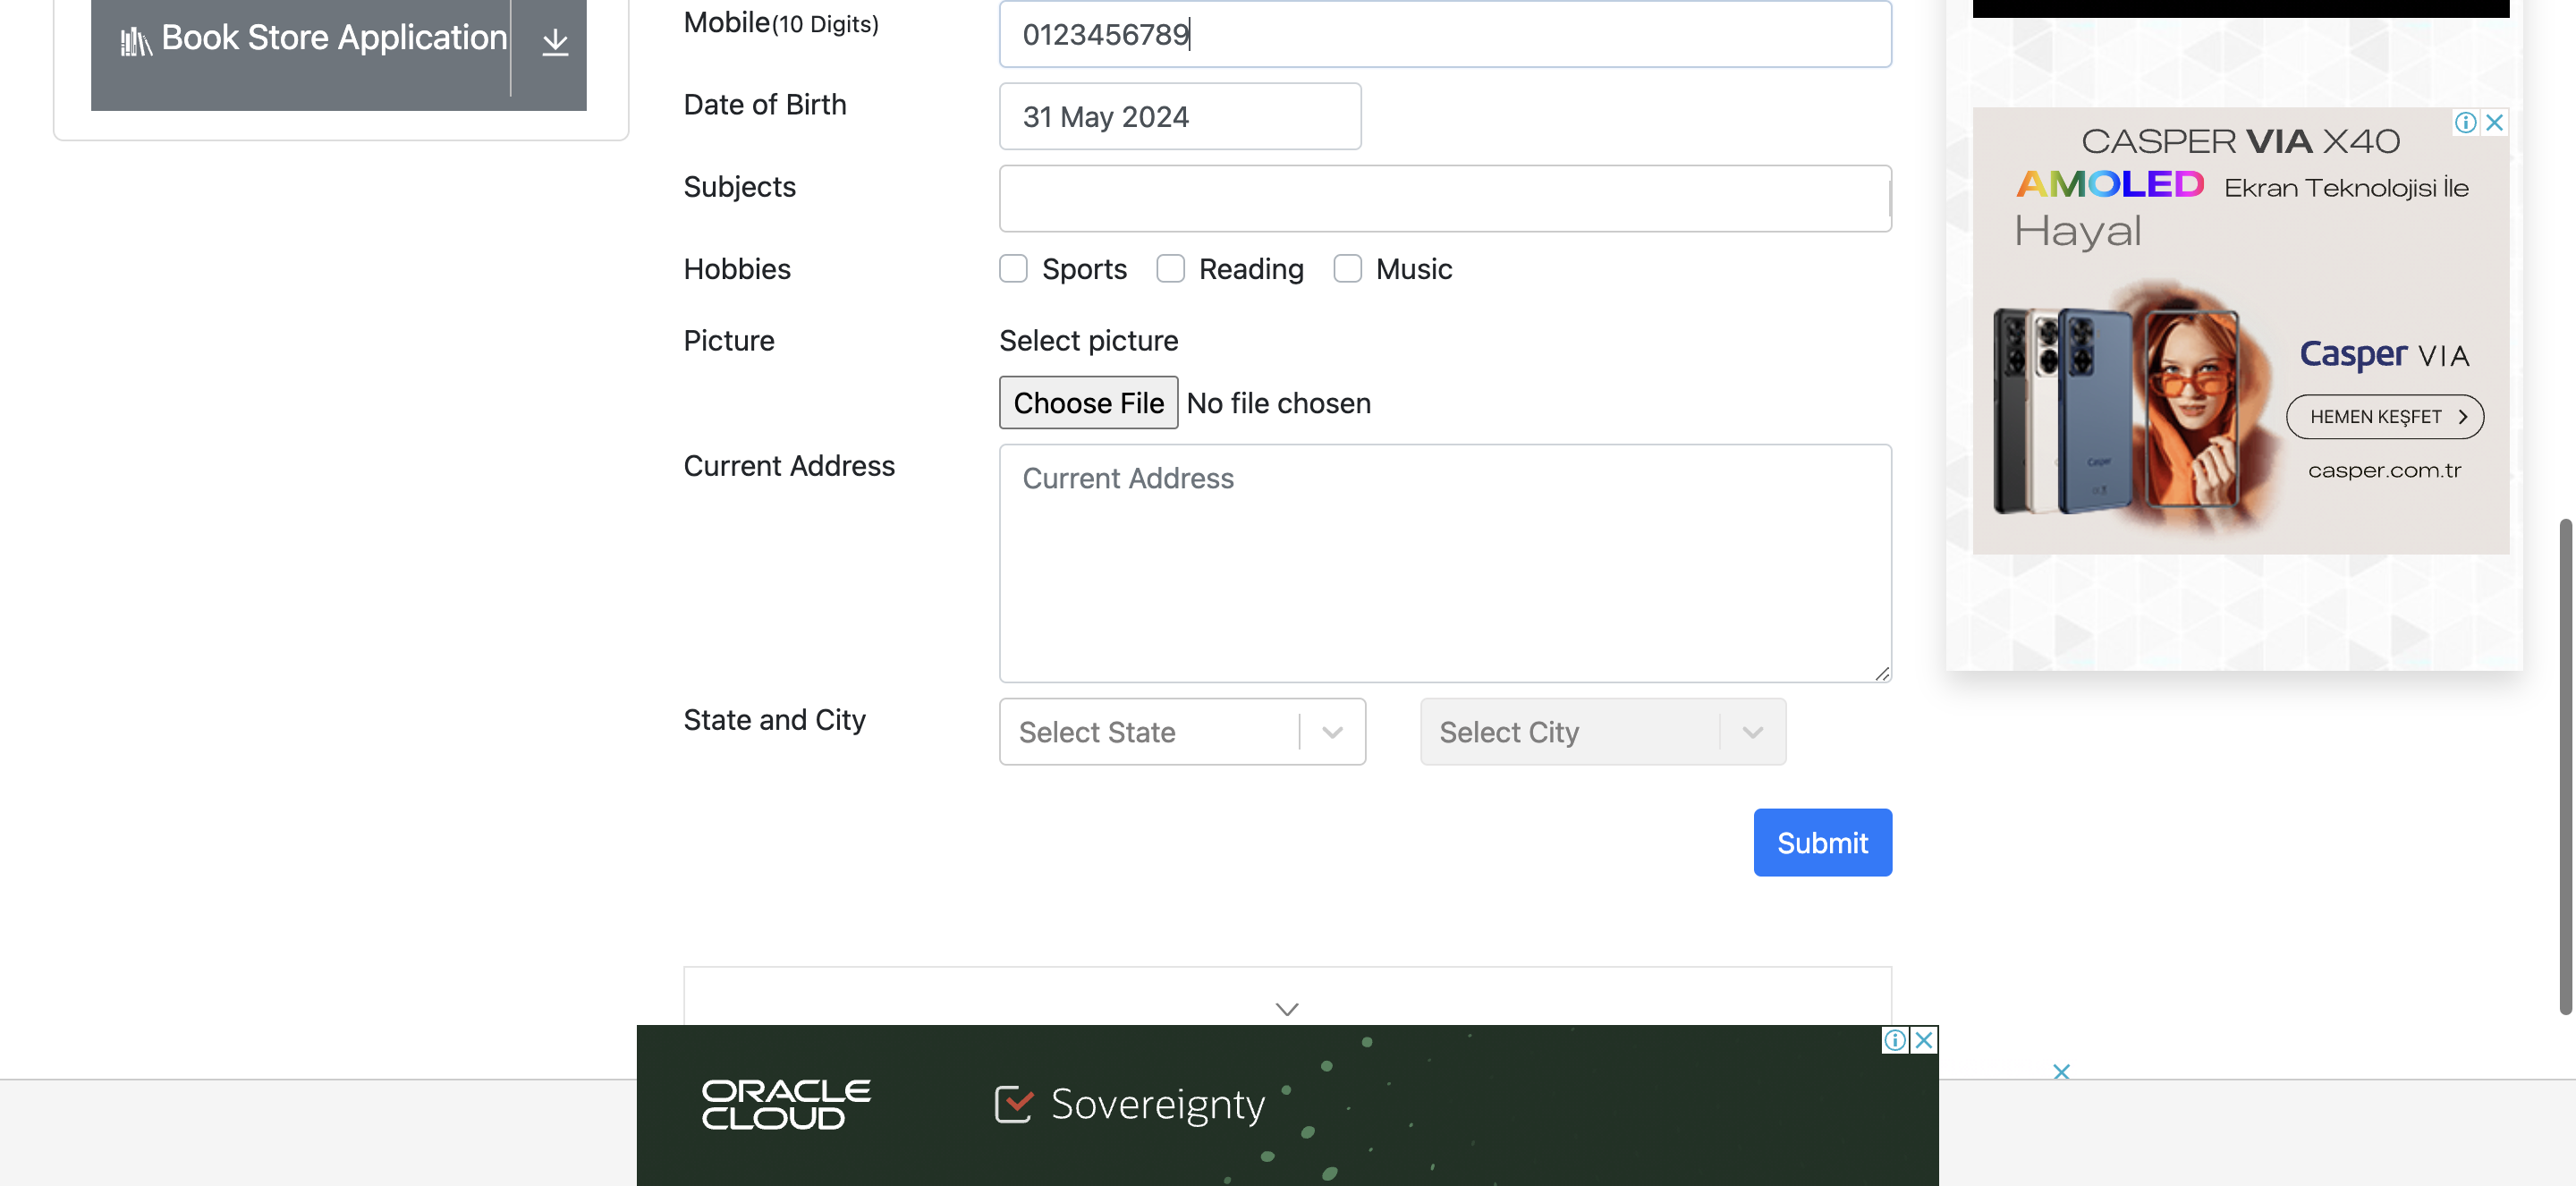 Book Store Application
Mobile(10 Digits)
0123456789
Date of Birth
31 May 2024
Subjects
Hobbies
Sports
Reading
Music
Picture
Select picture
Choose File No file chosen
Current Address
Current Address
State and City
Select State
Select City
Submit
CASPER VIA X40
AMOLED Ekran Teknolojisi İle
Hayal
Casper
Casper VIA
HEMEN KEŞFET
casper.com.tr
ORACLE
CLOUD
Sovereignty